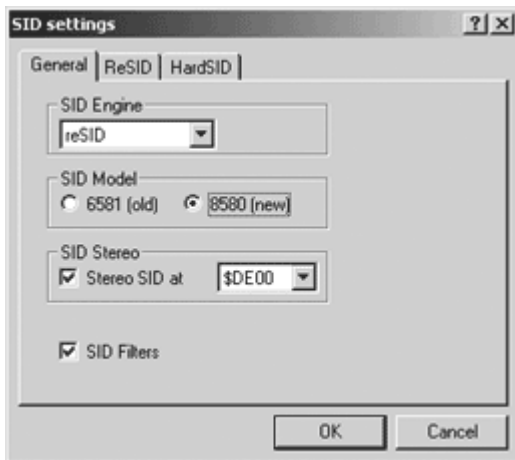 SID settings
General ReSID HardSID
SID Engine
reSID
SID Model
6581 (old) 8580 (new)
SID Stereo
Stereo SID at $DE00
SID Filters
OK Cancel